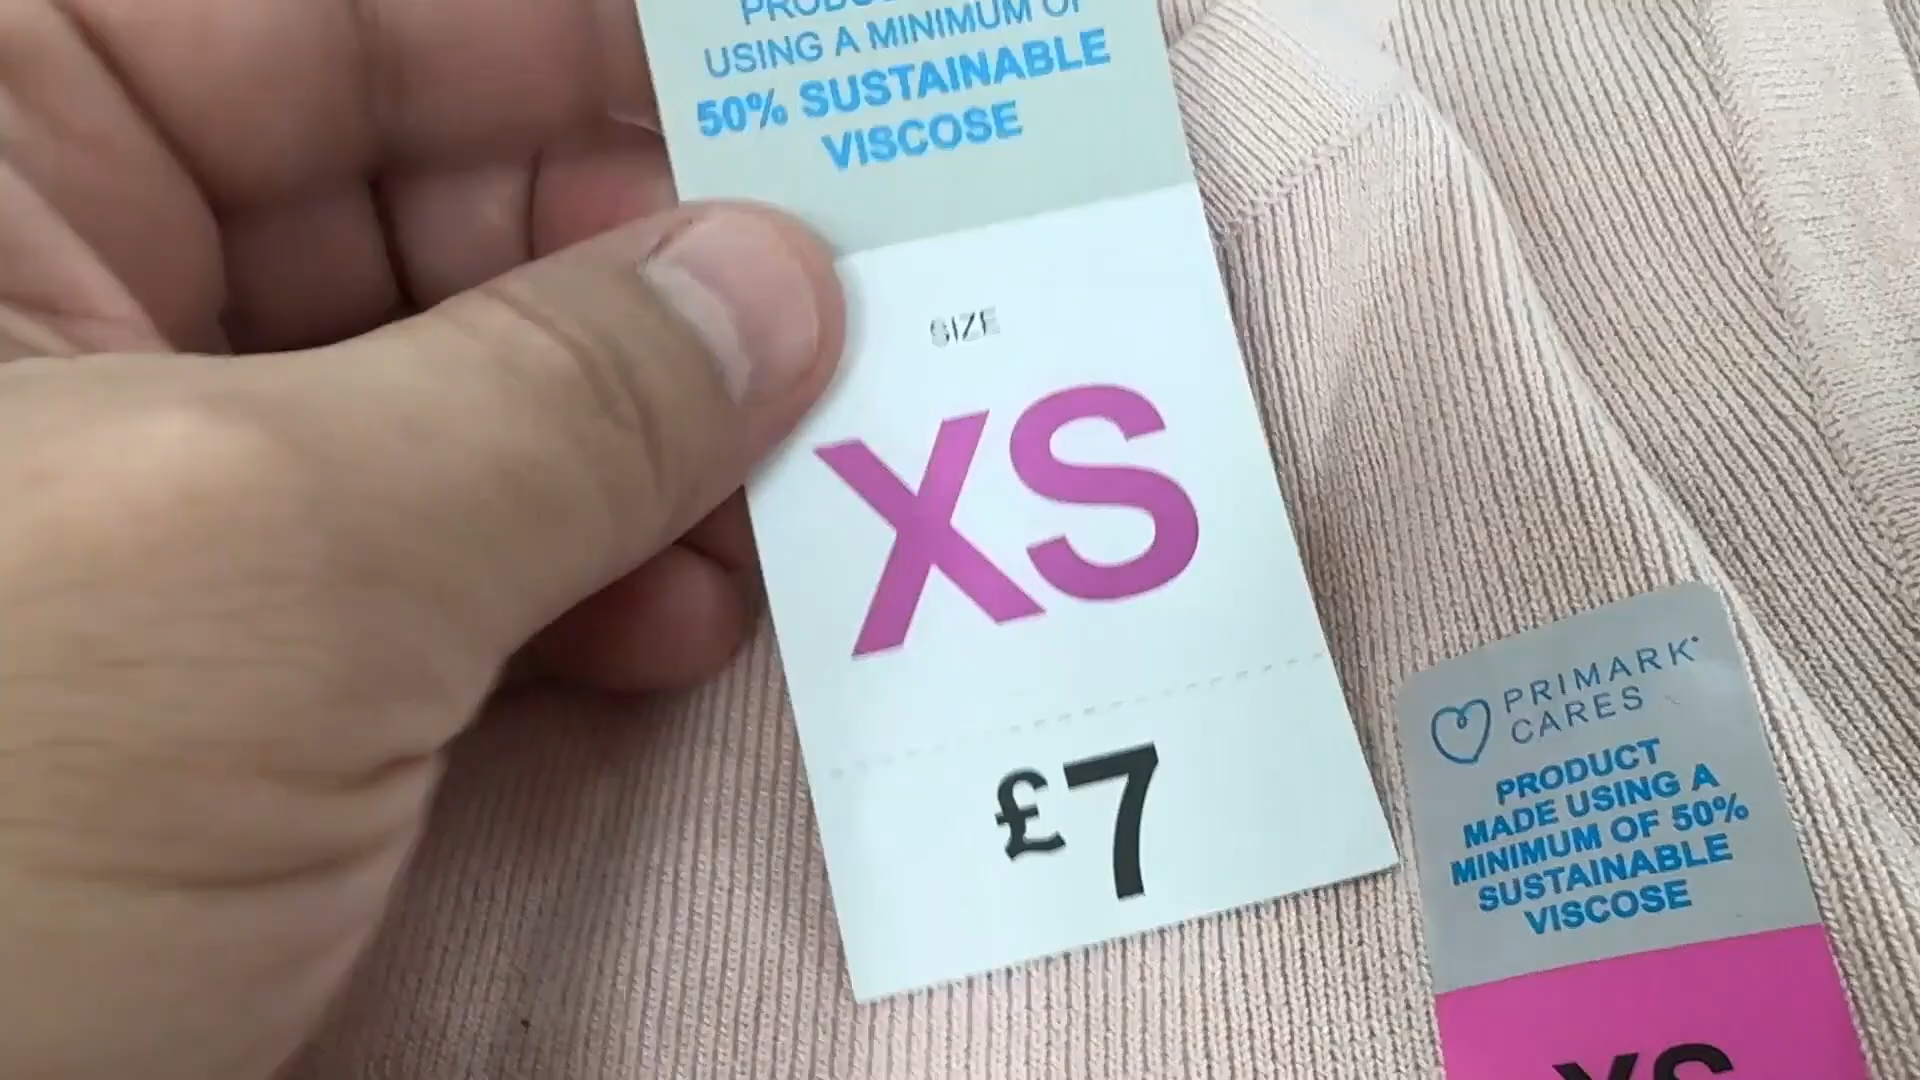 USING A MINIMUM OF
50% SUSTAINABLE
VISCOSE
SIZE
XS
£7
PRIMARK
CARES
PRODUCT
MADE USING A
MINIMUM OF 50%
SUSTAINABLE
VISCOSE
XS